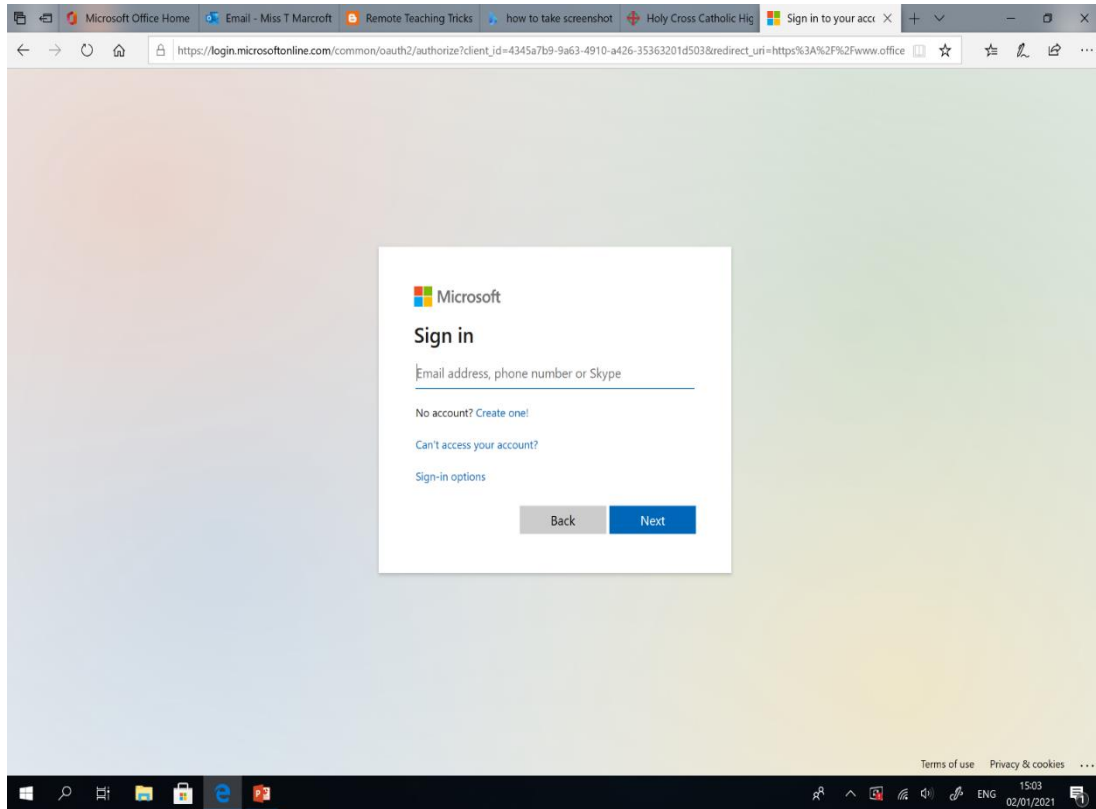 Microsoft Office Home
Email - Miss T Marcroft
Remote Teaching Tricks
how to take screenshot
Holy Cross Catholic Hig
Sign in to your acc
https://login.microsoftonline.com/common/oauth2/authorize?client_id=4345a7b9-9a63-4910-a426-35363201d503&redirect_uri=https%3A%2F%2Fwww.office
Microsoft
Sign in
Email address, phone number or Skype
No account? Create one!
Can't access your account?
Sign-in options
Back
Next
Terms of use
Privacy & cookies
...
ENG
15:03
02/01/2021